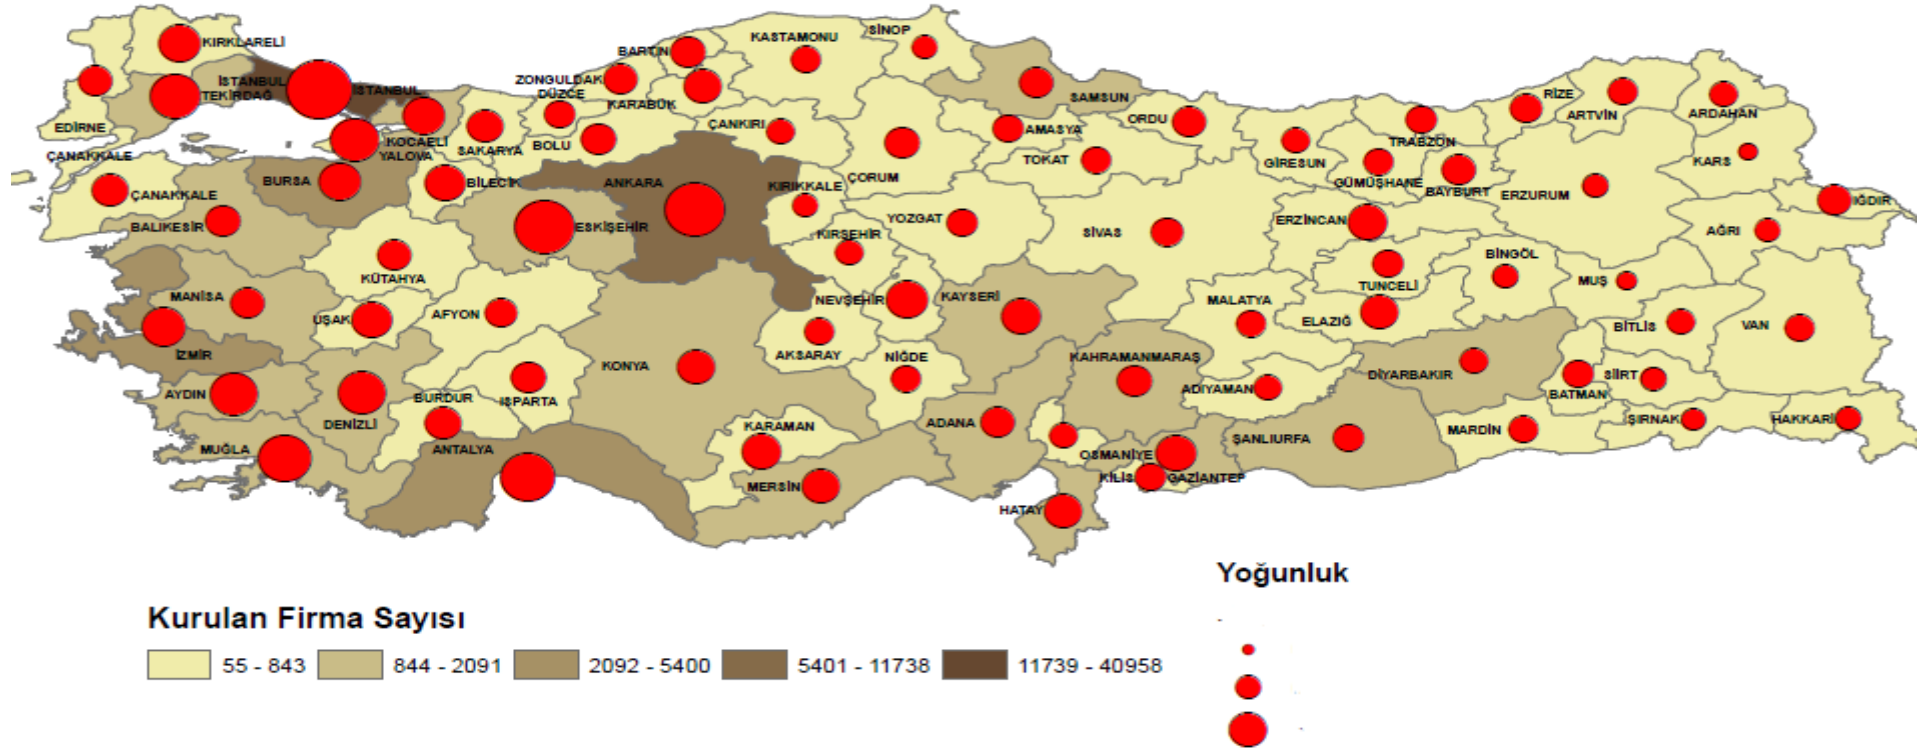 SİNOP
KASTAMONU
KIRKLARELİ
BARTIN
İSTANBUL
İSTANBUL
TEKİRDAĞ
ZONGULDAK
DÜZCE
KARABÜK
SAMSUN
RİZE
ARTVİN
ARDAHAN
EDİRNE
KOCAELİ
YALOVA
SAKARYA
BOLU
ÇANKIRI
AMASYA
ORDU
TOKAT
GİRESUN
TRABZON
GÜMÜŞHANE
BAYBURT
KARS
ÇANAKKALE
ÇANAKKALE
BURSA
BİLECİK
ANKARA
KIRIKKALE
ÇORUM
ERZURUM
IĞDIR
BALIKESİR
ESKİŞEHİR
KIRŞEHİR
YOZGAT
SİVAS
ERZİNCAN
AĞRI
KÜTAHYA
TUNCELİ
BİNGÖL
MUŞ
MANİSA
UŞAK
AFYON
NEVŞEHİR
KAYSERİ
MALATYA
ELAZIĞ
BİTLİS
VAN
İZMİR
AKSARAY
NİĞDE
KONYA
KAHRAMANMARAŞ
DİYARBAKIR
AYDIN
BURDUR
ISPARTA
ADIYAMAN
BATMAN
SİİRT
DENİZLİ
KARAMAN
ADANA
MARDİN
ŞIRNAK
HAKKARİ
MUĞLA
ANTALYA
OSMANİYE
ŞANLIURFA
MERSİN
KİLİS
GAZİANTEP
HATAY
Yoğunluk
Kurulan Firma Sayısı
55 - 843
844 - 2091
2092 - 5400
5401 - 11738
11739 - 40958